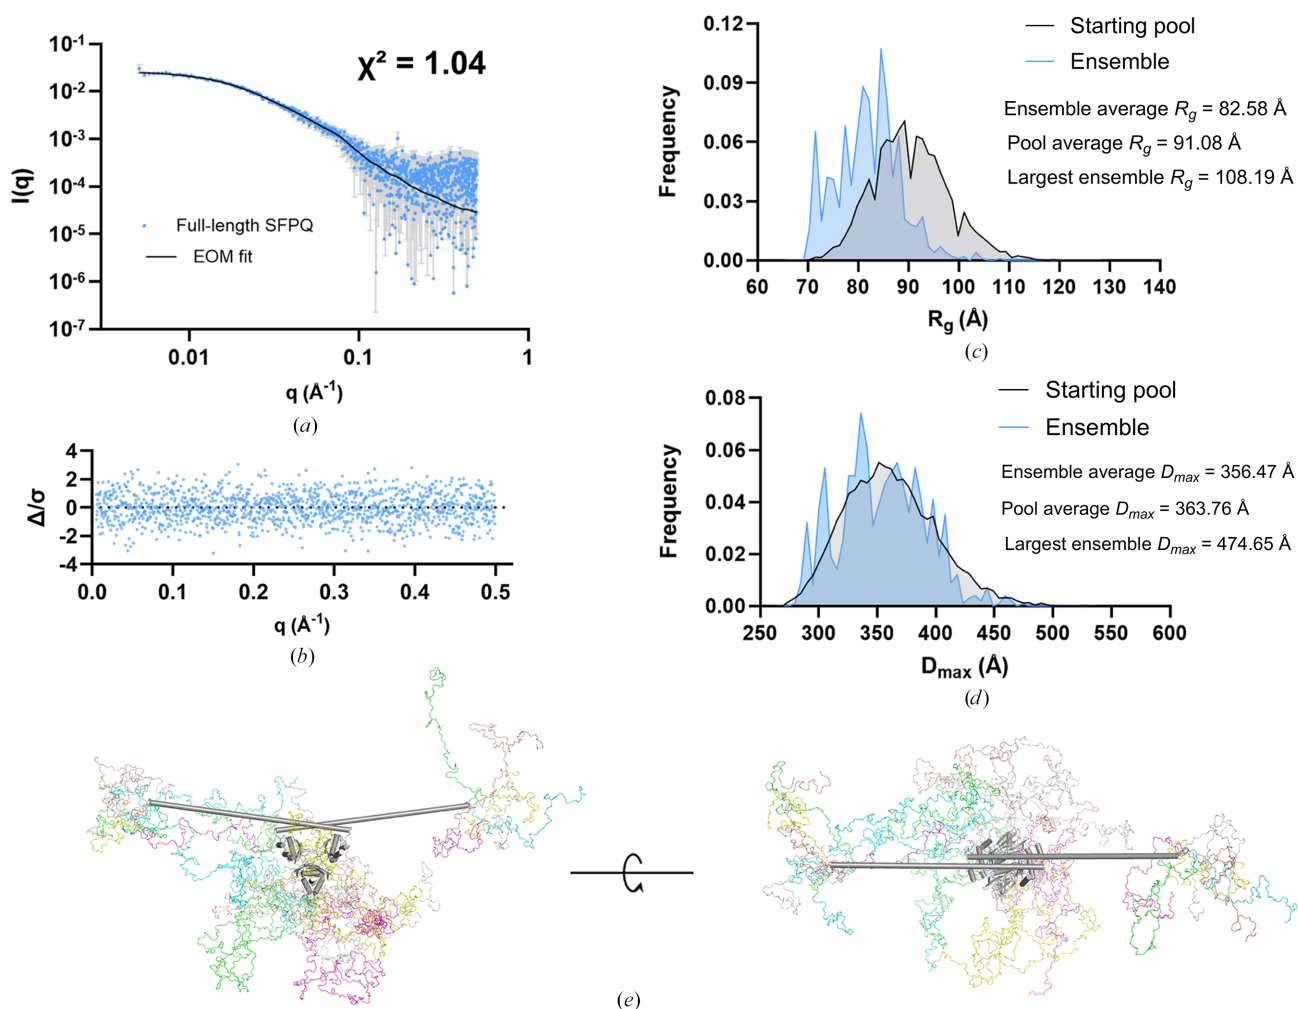 10⁻¹
10⁻²
10⁻³
10⁻⁴
10⁻⁵
10⁻⁶
10⁻⁷
I(q)
χ² = 1.04
Full-length SFPQ
EOM fit
0.01 0.1 1
q (Å⁻¹)
(a)
4
2
0
-2
-4
Δ/σ
0.0 0.1 0.2 0.3 0.4 0.5
q (Å⁻¹)
(b)
0.12
0.09
0.06
0.03
0.00
Frequency
Starting pool
Ensemble
Ensemble average Rg = 82.58 Å
Pool average Rg = 91.08 Å
Largest ensemble Rg = 108.19 Å
60 70 80 90 100 110 120 130 140
Rg (Å)
(c)
0.08
0.06
0.04
0.02
0.00
Frequency
Starting pool
Ensemble
Ensemble average Dmax = 356.47 Å
Pool average Dmax = 363.76 Å
Largest ensemble Dmax = 474.65 Å
250 300 350 400 450 500 550 600
Dmax (Å)
(d)
(e)